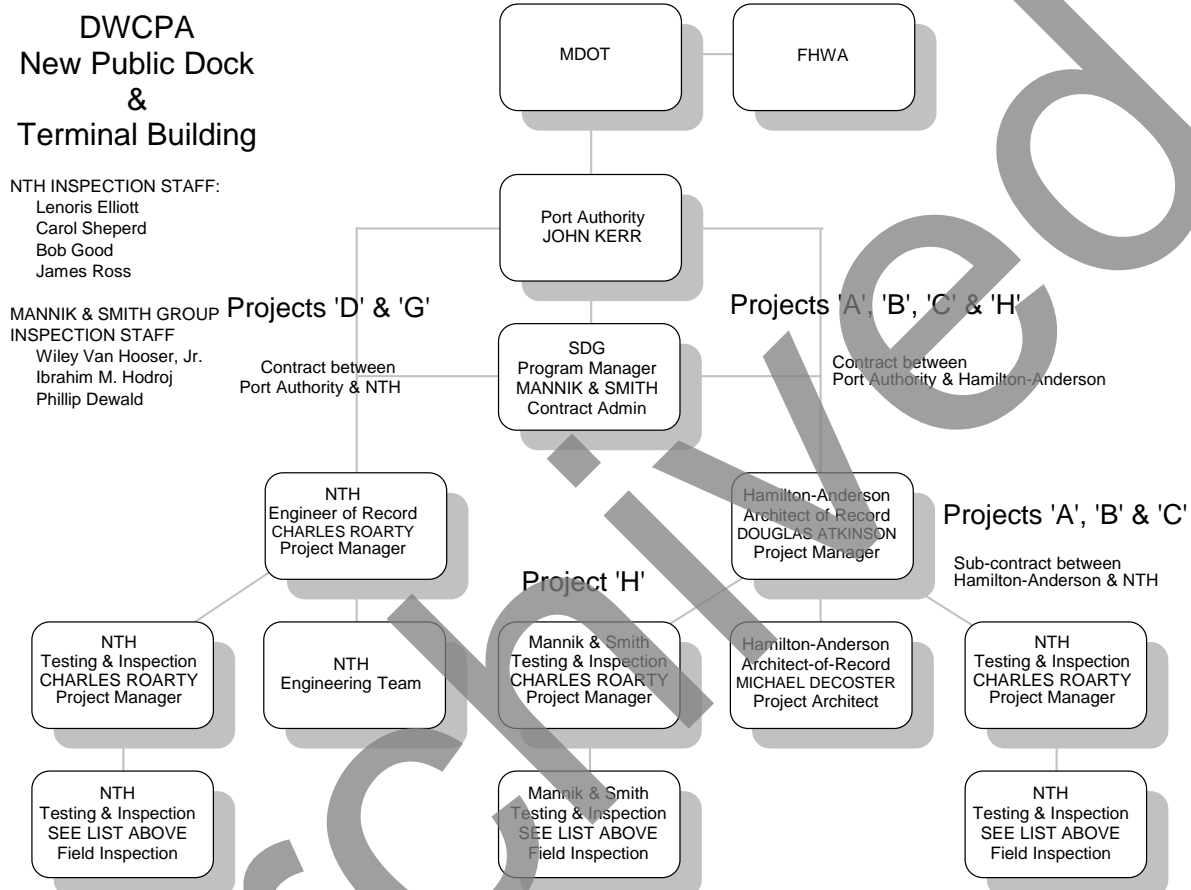 DWCPA
New Public Dock
&
Terminal Building
MDOT
FHWA
NTH INSPECTION STAFF:
Lenoris Elliott
Carol Sheperd
Bob Good
James Ross
MANNIK & SMITH GROUP
INSPECTION STAFF
Wiley Van Hooser, Jr.
Ibrahim M. Hodroj
Phillip Dewald
Port Authority
JOHN KERR
Projects 'D' & 'G'
Contract between
Port Authority & NTH
SDG
Program Manager
MANNIK & SMITH
Contract Admin
Projects 'A', 'B', 'C' & 'H'
Contract between
Port Authority & Hamilton-Anderson
NTH
Engineer of Record
CHARLES ROARTY
Project Manager
Hamilton-Anderson
Architect of Record
DOUGLAS ATKINSON
Project Manager
Projects 'A', 'B' & 'C'
Sub-contract between
Hamilton-Anderson & NTH
Project 'H'
NTH
Testing & Inspection
CHARLES ROARTY
Project Manager
NTH
Engineering Team
Mannik & Smith
Testing & Inspection
CHARLES ROARTY
Project Manager
Hamilton-Anderson
Architect-of-Record
MICHAEL DECOSTER
Project Architect
NTH
Testing & Inspection
CHARLES ROARTY
Project Manager
NTH
Testing & Inspection
SEE LIST ABOVE
Field Inspection
Mannik & Smith
Testing & Inspection
SEE LIST ABOVE
Field Inspection
NTH
Testing & Inspection
SEE LIST ABOVE
Field Inspection
chived